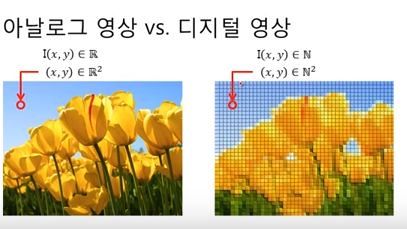 아날로그 영상 vs. 디지털 영상
I(x, y) ∈ ℝ
(x, y) ∈ ℝ²
I(x, y) ∈ ℕ
(x, y) ∈ ℕ²